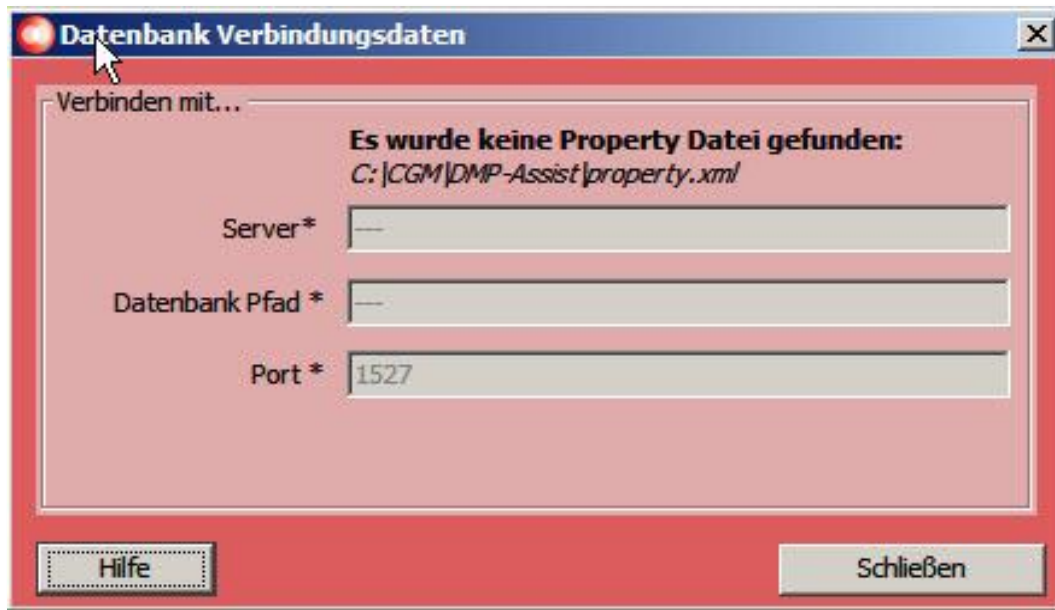 Datenbank Verbindungsdaten
Verbinden mit...
Es wurde keine Property Datei gefunden:
C:\CGM\DMP-Assist\property.xml
Server* ---
Datenbank Pfad * ---
Port * 1527
Hilfe Schließen